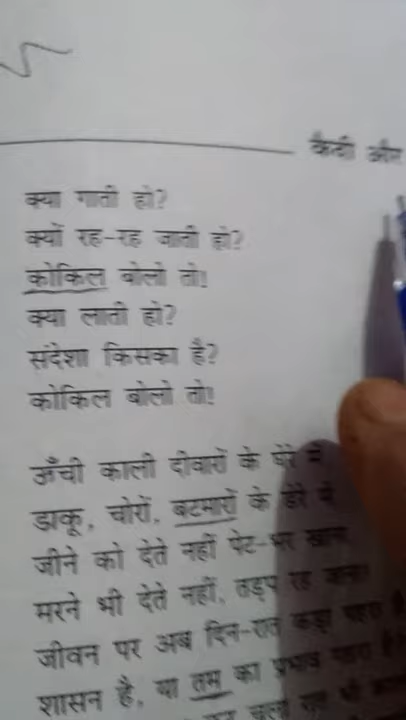 कैदी और
क्या गाती हो?
क्यों रह-रह जाती हो?
कोकिल बोलो तो!
क्या लाती हो?
संदेशा किसका है?
कोकिल बोलो तो!
ऊँची काली दीवारों के घेरे में
डाकू, चोरों, बटमारों के डेरे में
जीने को देते नहीं पेट-भर खाना
मरने भी देते नहीं, तड़प रह जाना!
जीवन पर अब दिन-रात कड़ा पहरा है
शासन है, या तम का प्रभाव गहरा है?
चला रात भी